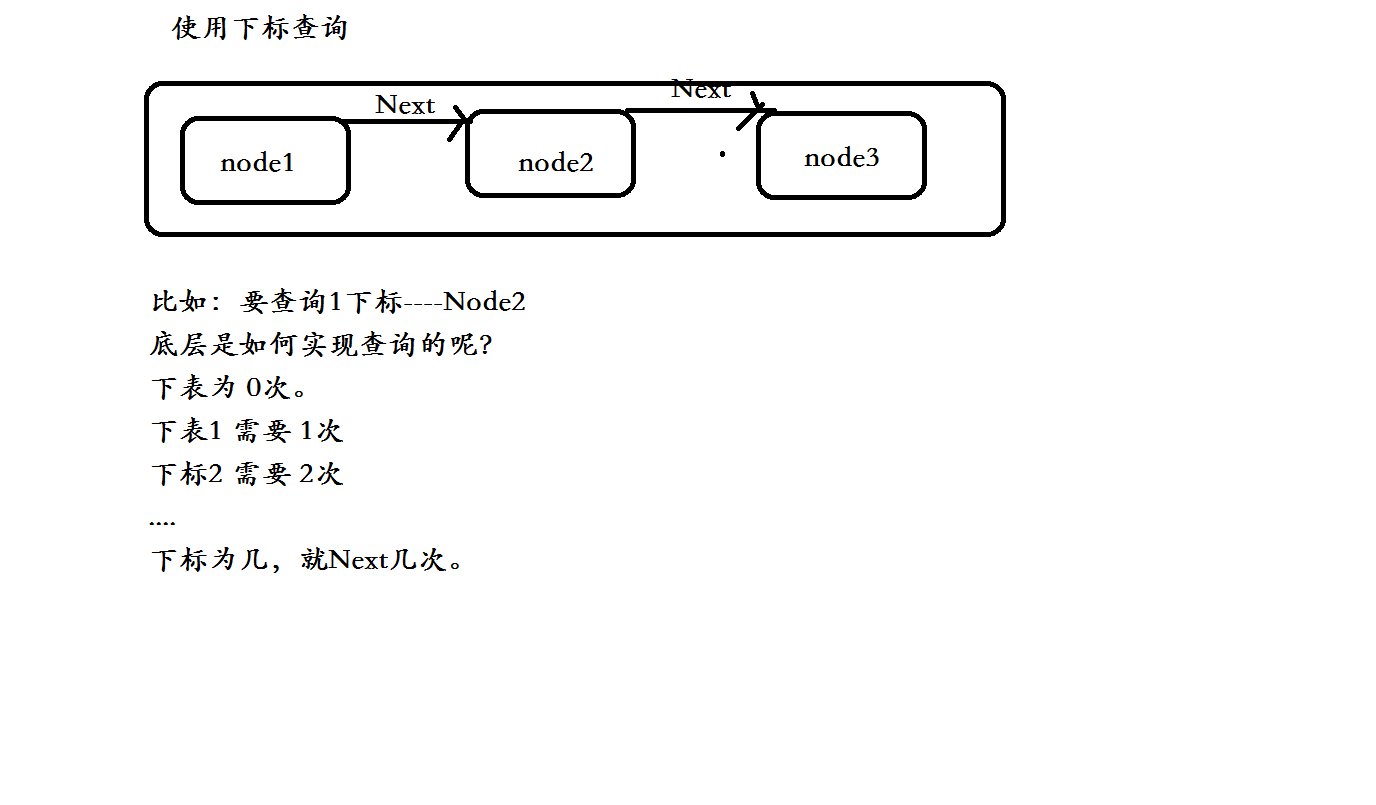 使用下标查询
Next
Next
node1
node2
node3
比如：要查询1下标----Node2
底层是如何实现查询的呢？
下表为 0次。
下表1 需要 1次
下标2 需要 2次
....
下标为几，就Next几次。